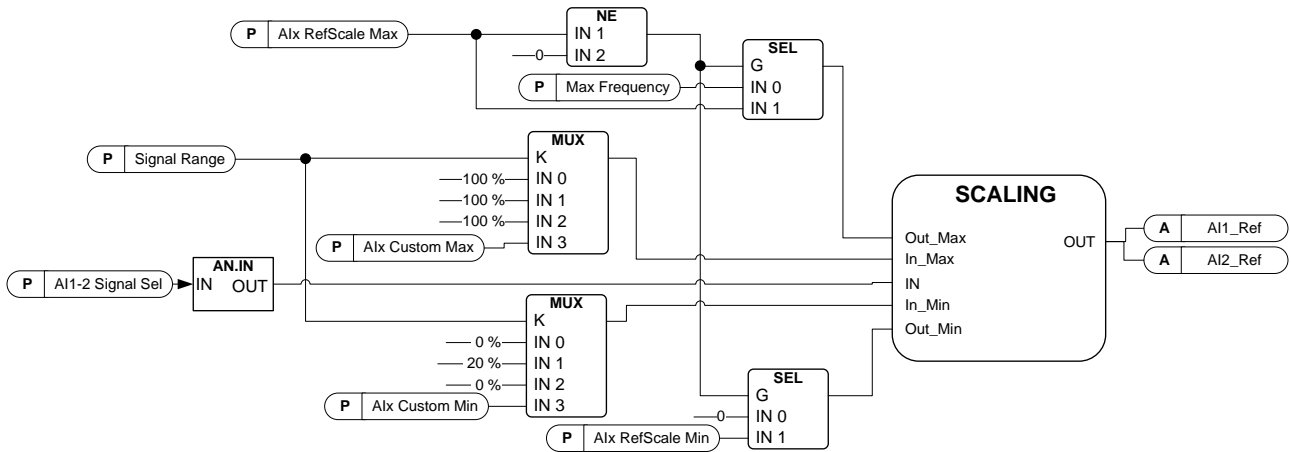 P AIx RefScale Max
NE
IN 1
0 IN 2
SEL
G
P Max Frequency IN 0
IN 1
P Signal Range
MUX
K
100 % IN 0
100 % IN 1
100 % IN 2
P AIx Custom Max IN 3
SCALING
Out_Max
In_Max
IN
In_Min
Out_Min
OUT
A AI1_Ref
A AI2_Ref
P AI1-2 Signal Sel
AN.IN
IN OUT
MUX
K
0 % IN 0
20 % IN 1
0 % IN 2
P AIx Custom Min IN 3
SEL
G
0 IN 0
P AIx RefScale Min IN 1